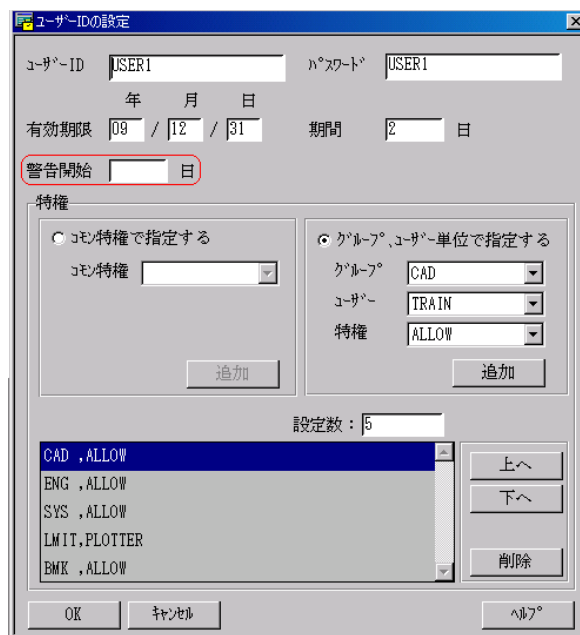 ユーザーIDの設定
ユーザーID USER1 パスワード USER1
年 月 日
有効期限 09 / 12 / 31 期間 2 日
警告開始 日
特権
コモン特権で指定する
コモン特権
追加
グループ、ユーザー単位で指定する
グループ CAD
ユーザー TRAIN
特権 ALLOW
追加
設定数：5
CAD ,ALLOW
ENG ,ALLOW
SYS ,ALLOW
LMIT,PLOTTER
BMK ,ALLOW
上へ
下へ
削除
OK キャンセル ヘルプ